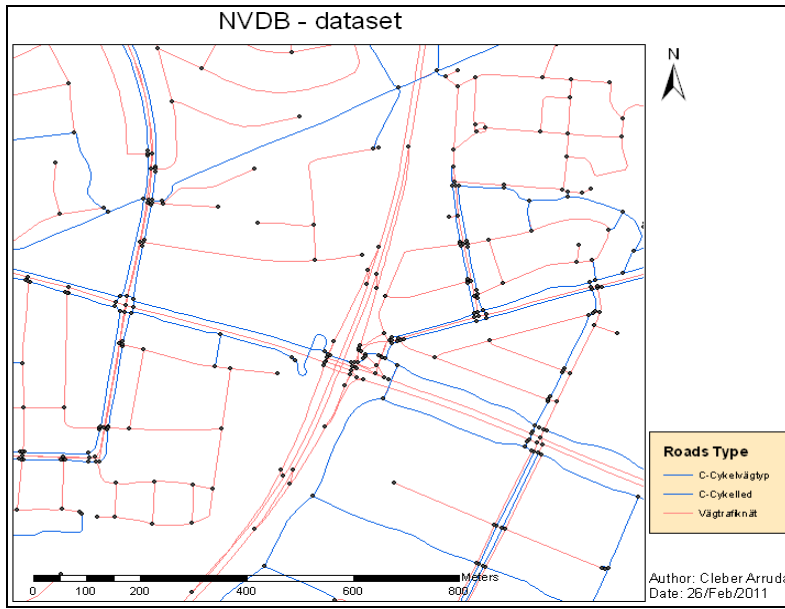 NVDB - dataset
N
Roads Type
C-Cykelvägtyp
C-Cykelled
Vägtrafiknät
Meters
0 100 200 400 600 800
Author: Cleber Arruda
Date: 26/Feb/2011